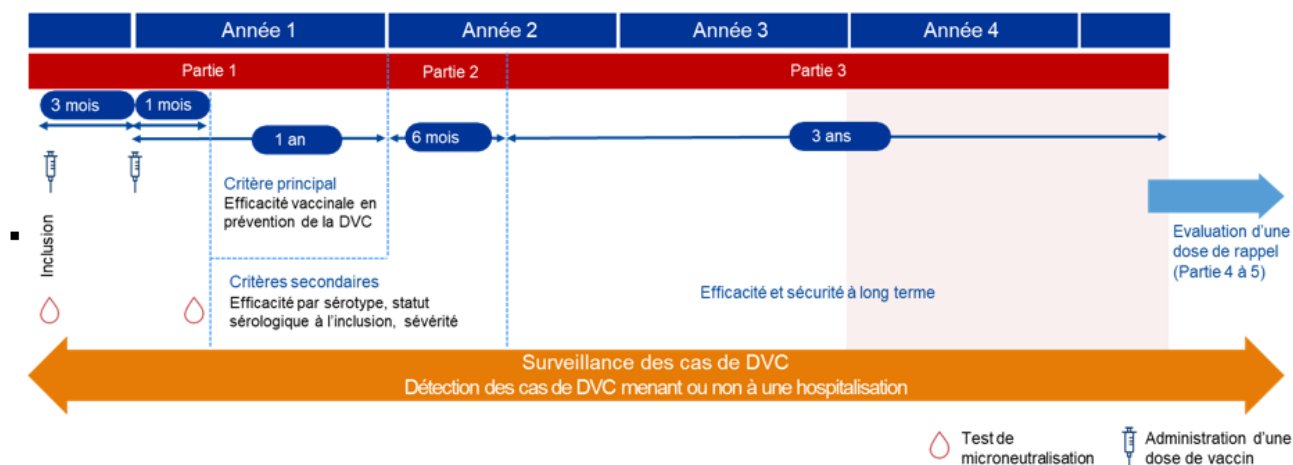 Année 1
Année 2
Année 3
Année 4
Partie 1
Partie 2
Partie 3
3 mois
1 mois
1 an
6 mois
3 ans
Critère principal
Efficacité vaccinale en
prévention de la DVC
Inclusion
Evaluation d'une
dose de rappel
(Partie 4 à 5)
Critères secondaires
Efficacité par sérotype, statut
sérologique à l'inclusion, sévérité
Efficacité et sécurité à long terme
Surveillance des cas de DVC
Détection des cas de DVC menant ou non à une hospitalisation
Test de
microneutralisation
Administration d'une
dose de vaccin